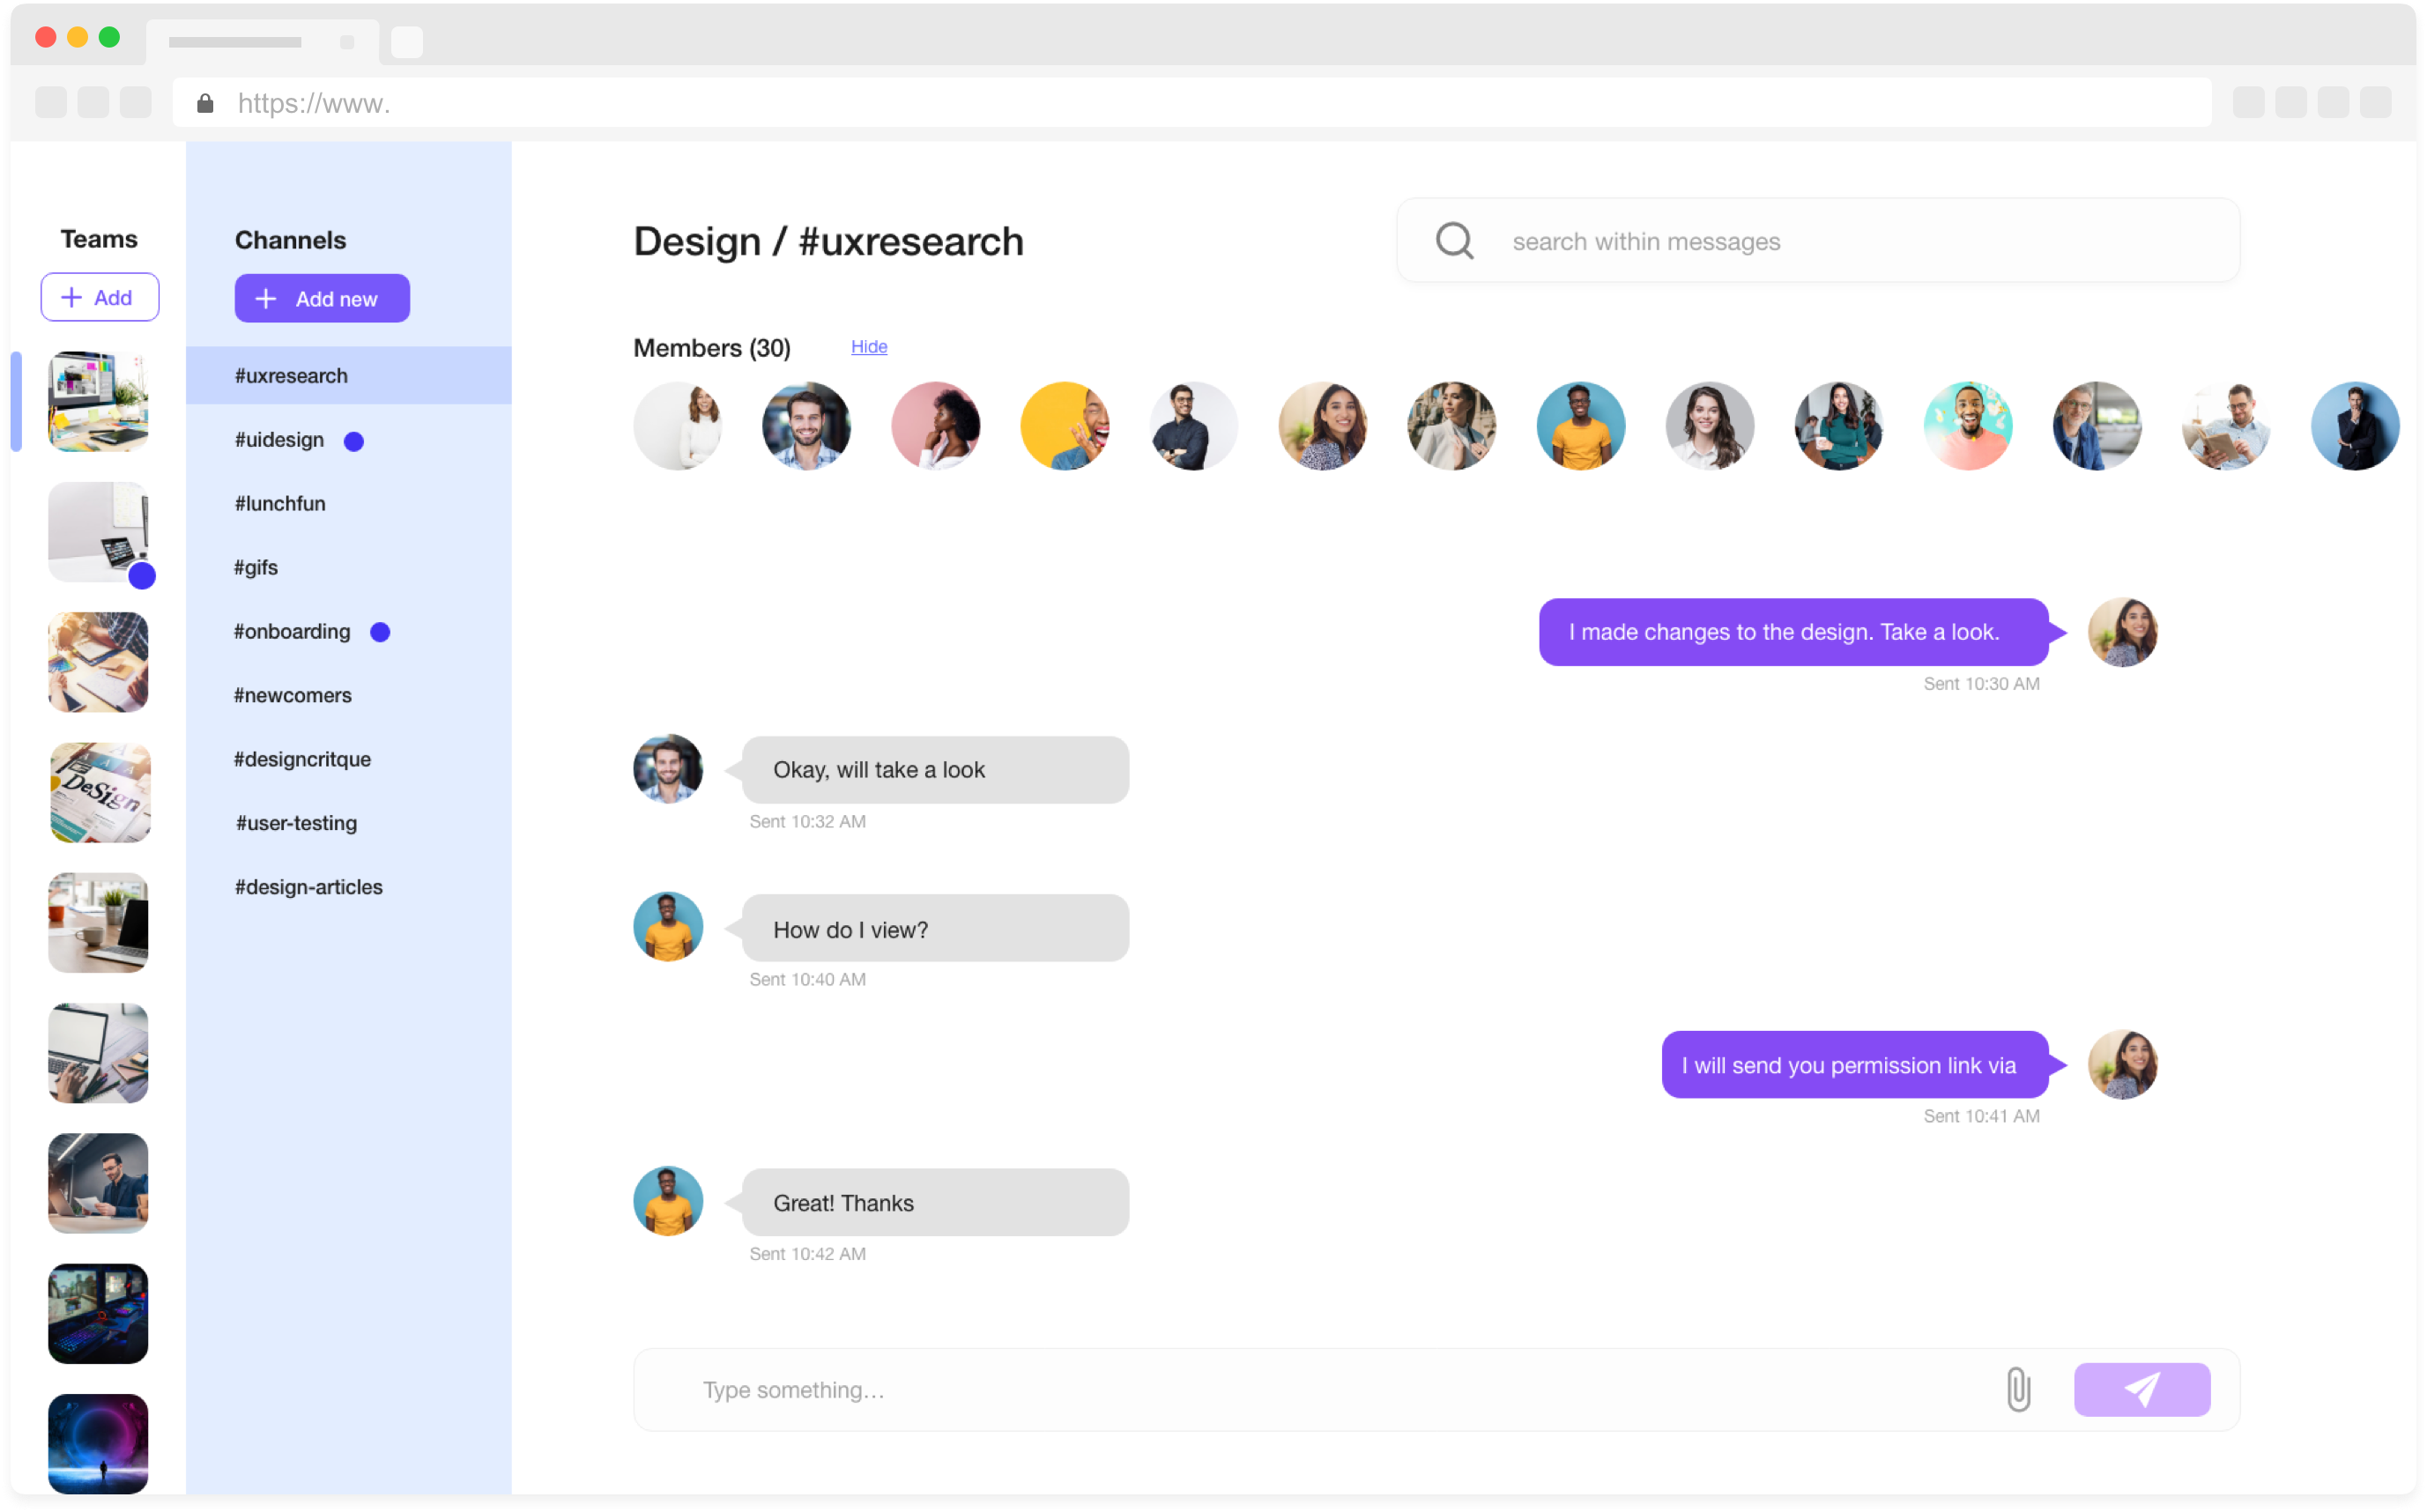 https://www.
Teams
Add
Channels
Add new
#uxresearch
#uidesign
#lunchfun
#gifs
#onboarding
#newcomers
#designcritque
#user-testing
#design-articles
DeSign
Design / #uxresearch
search within messages
Members (30)
Hide
I made changes to the design. Take a look.
Sent 10:30 AM
Okay, will take a look
Sent 10:32 AM
How do I view?
Sent 10:40 AM
I will send you permission link via
Sent 10:41 AM
Great! Thanks
Sent 10:42 AM
Type something…